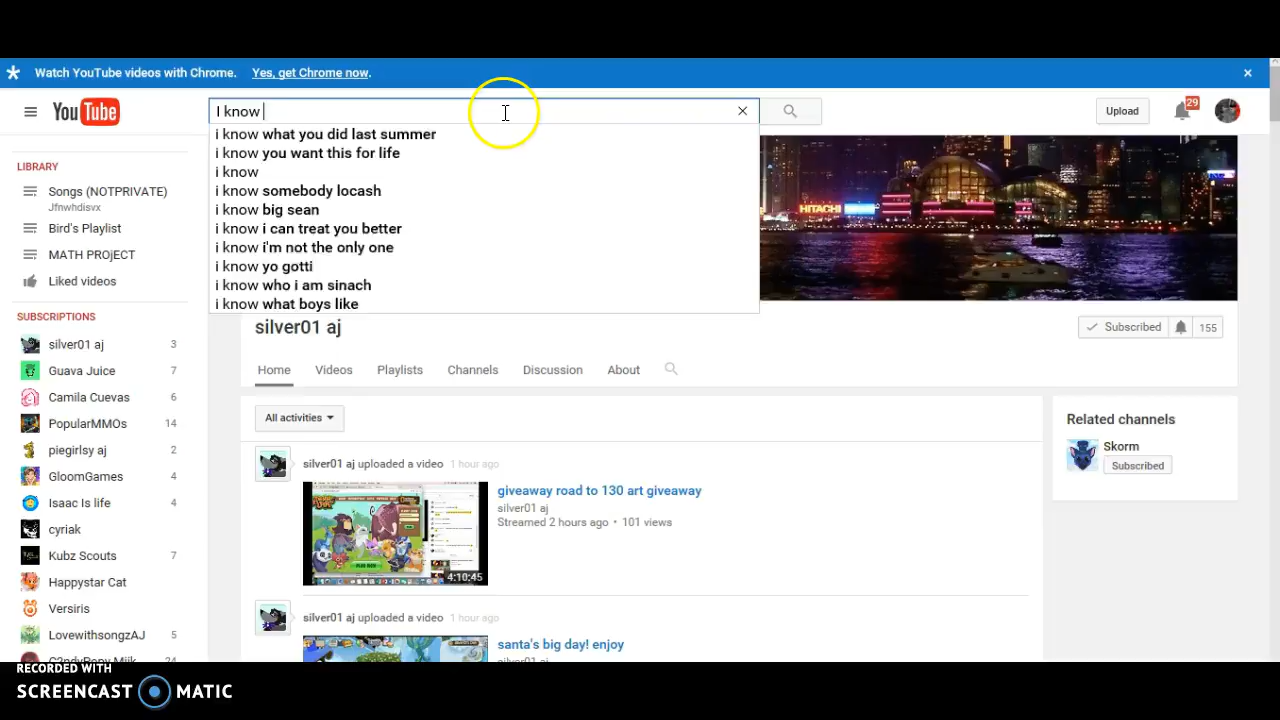 Watch YouTube videos with Chrome. Yes, get Chrome now.
YouTube
I know
Upload
29
i know what you did last summer
i know you want this for life
i know
i know somebody locash
i know big sean
i know i can treat you better
i know i'm not the only one
i know yo gotti
i know who i am sinach
i know what boys like
HITACHI
LIBRARY
Songs (NOTPRIVATE)
Jfnwhdisvx
Bird's Playlist
MATH PROjECT
Liked videos
SUBSCRIPTIONS
silver01 aj 3
Guava Juice 7
Camila Cuevas 6
PopularMMOs 14
piegirlsy aj 2
GloomGames 4
Isaac Is life 4
cyriak
Kubz Scouts 7
Happystar Cat
Versiris
LovewithsongzAJ 5
silver01 aj
Subscribed 155
Home Videos Playlists Channels Discussion About
All activities
silver01 aj uploaded a video 1 hour ago
giveaway road to 130 art giveaway
silver01 aj
Streamed 2 hours ago • 101 views
4:10:45
silver01 aj uploaded a video 1 hour ago
santa's big day! enjoy
silver01 aj
Related channels
Skorm
Subscribed
RECORDED WITH
SCREENCAST MATIC